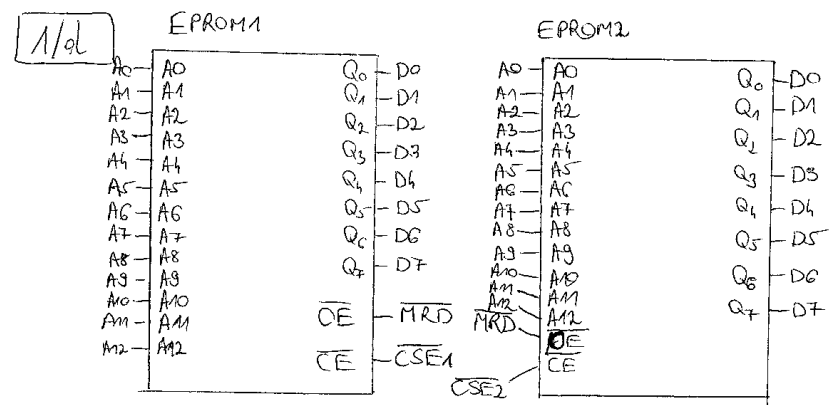 1/d
EPROM1
A0 A0 Q0 D0
A1 A1 Q1 D1
A2 A2 Q2 D2
A3 A3 Q3 D3
A4 A4 Q4 D4
A5 A5 Q5 D5
A6 A6 Q6 D6
A7 A7 Q7 D7
A8 A8
A9 A9
A10 A10
A11 A11 OE MRD
A12 A12 CE CSE1
EPROM2
A0 A0 Q0 D0
A1 A1 Q1 D1
A2 A2 Q2 D2
A3 A3 Q3 D3
A4 A4 Q4 D4
A5 A5 Q5 D5
A6 A6 Q6 D6
A7 A7 Q7 D7
A8 A8
A9 A9
A10 A10
A11 A11
A12 A12
MRD OE
CSE2 CE